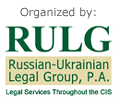 Organized by:
RULG
Russian-Ukrainian
Legal Group, P.A.
Legal Services Throughout the CIS